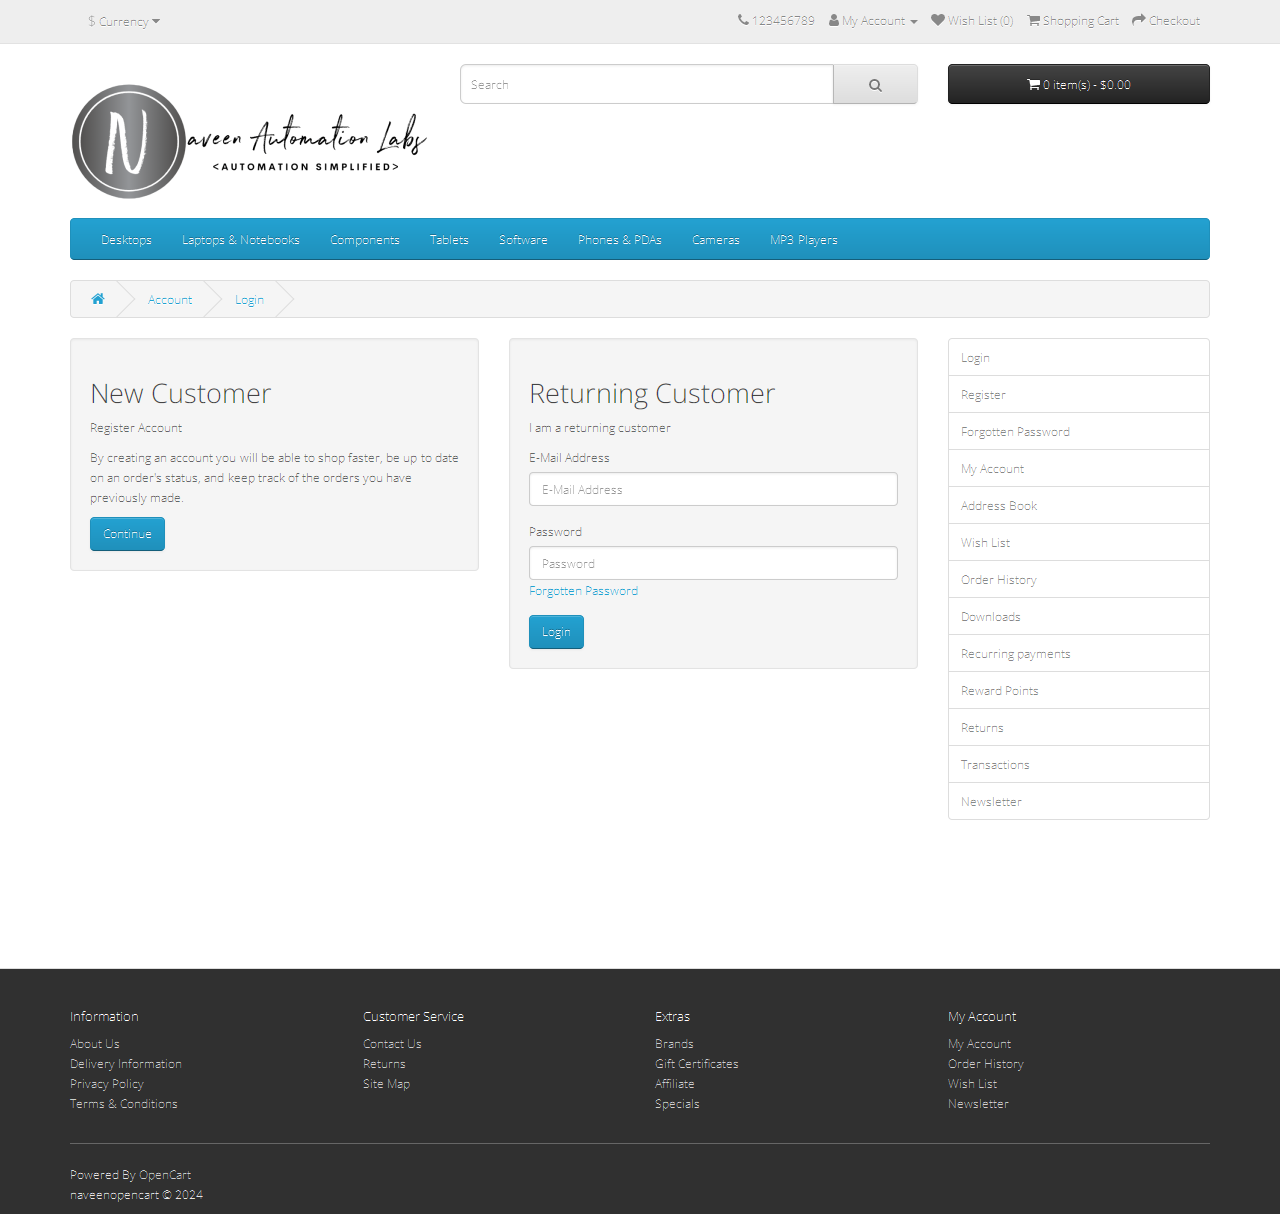 $ Currency
123456789 My Account Wish List (0) Shopping Cart Checkout
Search
0 item(s) - $0.00
N
aveen Automation Labs
<AUTOMATION SIMPLIFIED>
Desktops Laptops & Notebooks Components Tablets Software Phones & PDAs Cameras MP3 Players
Account Login
New Customer
Register Account
By creating an account you will be able to shop faster, be up to date
on an order's status, and keep track of the orders you have
previously made.
Continue
Returning Customer
I am a returning customer
E-Mail Address
E-Mail Address
Password
Password
Forgotten Password
Login
Login
Register
Forgotten Password
My Account
Address Book
Wish List
Order History
Downloads
Recurring payments
Reward Points
Returns
Transactions
Newsletter
Information
About Us
Delivery Information
Privacy Policy
Terms & Conditions
Customer Service
Contact Us
Returns
Site Map
Extras
Brands
Gift Certificates
Affiliate
Specials
My Account
My Account
Order History
Wish List
Newsletter
Powered By OpenCart
naveenopencart © 2024